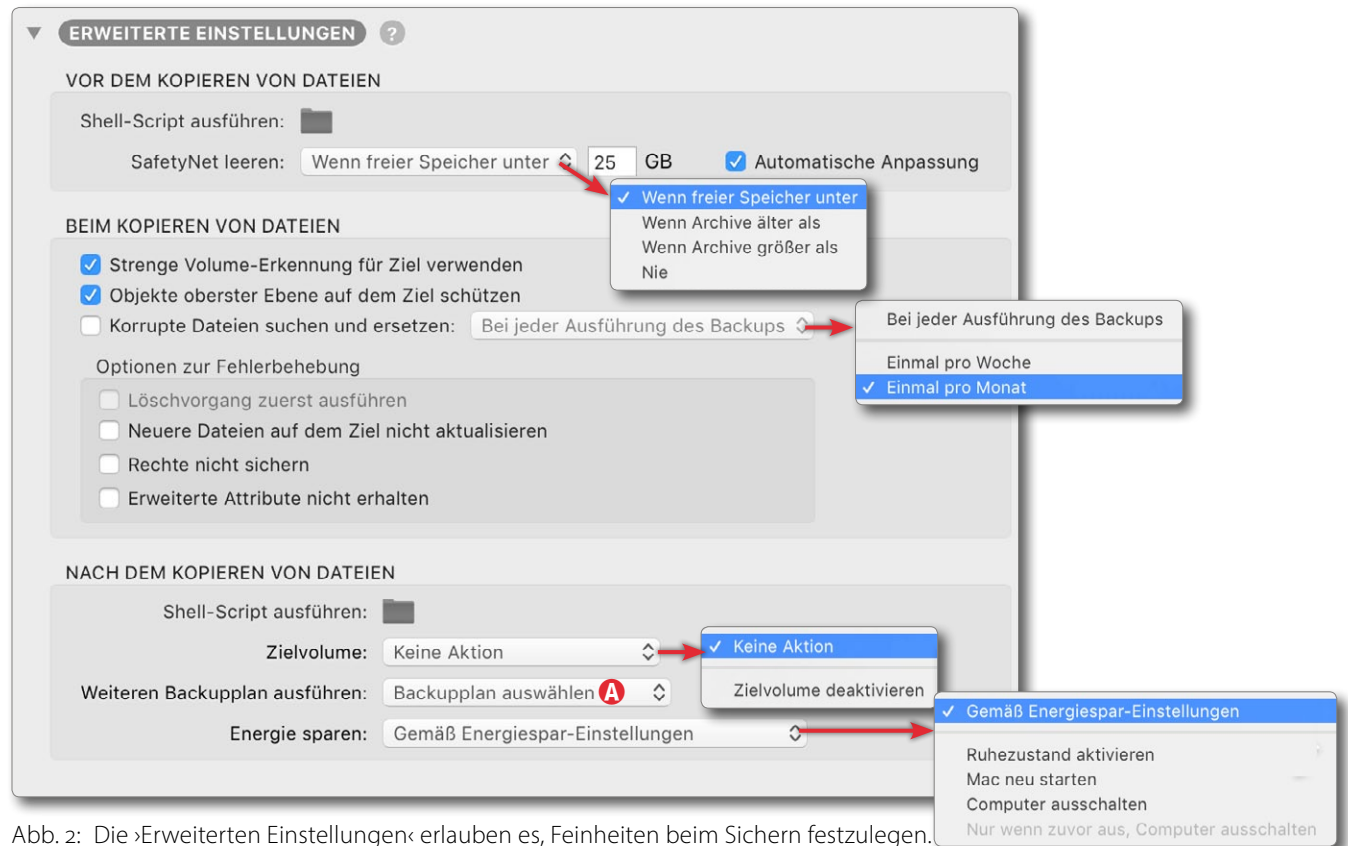 ERWEITERTE EINSTELLUNGEN ?
VOR DEM KOPIEREN VON DATEIEN
Shell-Script ausführen:
SafetyNet leeren: Wenn freier Speicher unter 25 GB Automatische Anpassung
Wenn freier Speicher unter
Wenn Archive älter als
Wenn Archive größer als
Nie
BEIM KOPIEREN VON DATEIEN
Strenge Volume-Erkennung für Ziel verwenden
Objekte oberster Ebene auf dem Ziel schützen
Korrupte Dateien suchen und ersetzen: Bei jeder Ausführung des Backups
Bei jeder Ausführung des Backups
Einmal pro Woche
Einmal pro Monat
Optionen zur Fehlerbehebung
Löschvorgang zuerst ausführen
Neuere Dateien auf dem Ziel nicht aktualisieren
Rechte nicht sichern
Erweiterte Attribute nicht erhalten
NACH DEM KOPIEREN VON DATEIEN
Shell-Script ausführen:
Zielvolume: Keine Aktion
Keine Aktion
Zielvolume deaktivieren
Weiteren Backupplan ausführen: Backupplan auswählen A
Energie sparen: Gemäß Energiespar-Einstellungen
Gemäß Energiespar-Einstellungen
Ruhezustand aktivieren
Mac neu starten
Computer ausschalten
Nur wenn zuvor aus, Computer ausschalten
Abb. 2: Die ›Erweiterten Einstellungen‹ erlauben es, Feinheiten beim Sichern festzulegen.